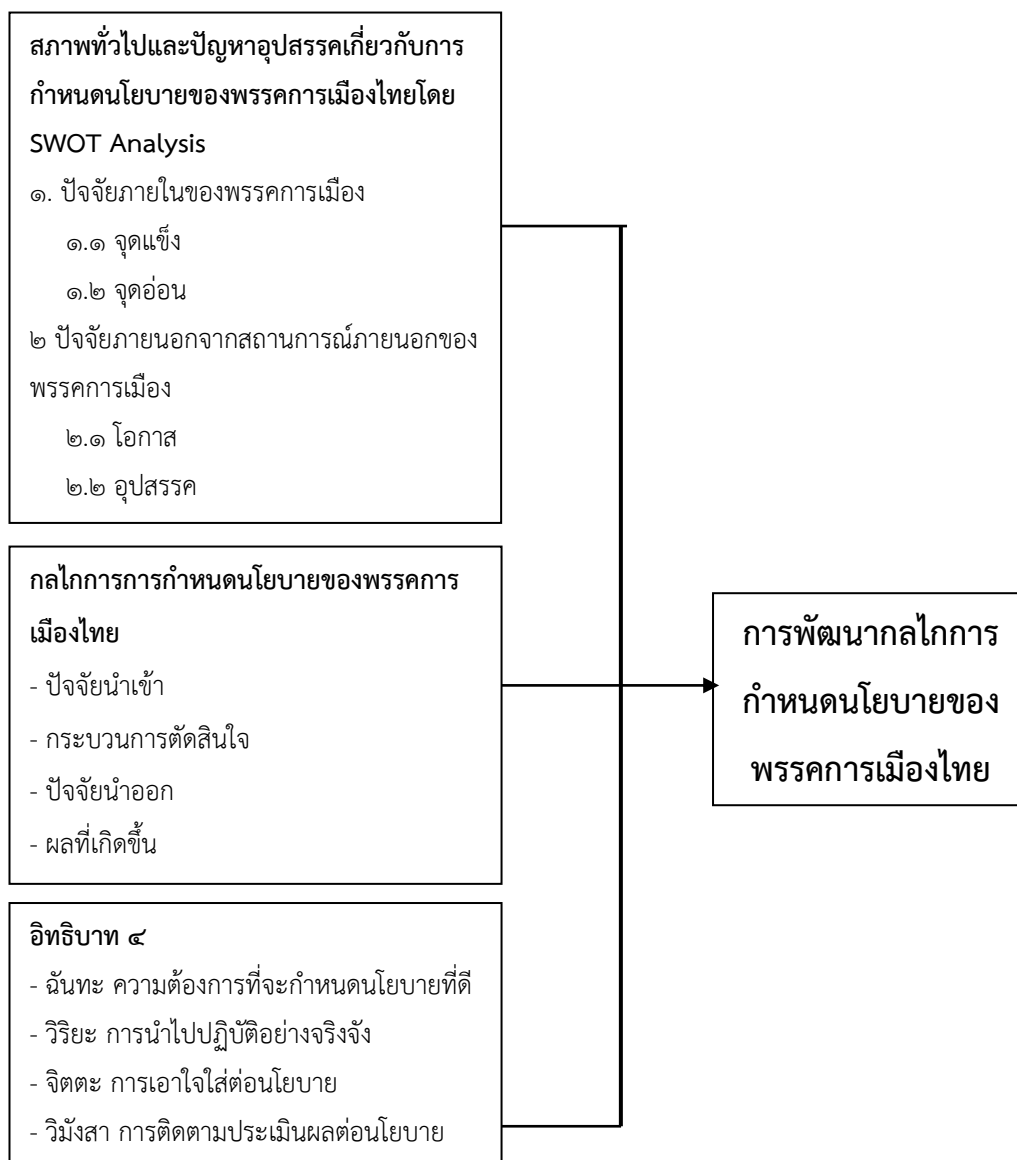 สภาพทั่วไปและปัญหาอุปสรรคเกี่ยวกับการ
กำหนดนโยบายของพรรคการเมืองไทยโดย
SWOT Analysis
๑. ปัจจัยภายในของพรรคการเมือง
๑.๑ จุดแข็ง
๑.๒ จุดอ่อน
๒ ปัจจัยภายนอกจากสถานการณ์ภายนอกของ
พรรคการเมือง
๒.๑ โอกาส
๒.๒ อุปสรรค
กลไกการการกำหนดนโยบายของพรรคการ
เมืองไทย
- ปัจจัยนำเข้า
- กระบวนการตัดสินใจ
- ปัจจัยนำออก
- ผลที่เกิดขึ้น
อิทธิบาท ๔
- ฉันทะ ความต้องการที่จะกำหนดนโยบายที่ดี
- วิริยะ การนำไปปฏิบัติอย่างจริงจัง
- จิตตะ การเอาใจใส่ต่อนโยบาย
- วิมังสา การติดตามประเมินผลต่อนโยบาย
การพัฒนากลไกการ
กำหนดนโยบายของ
พรรคการเมืองไทย